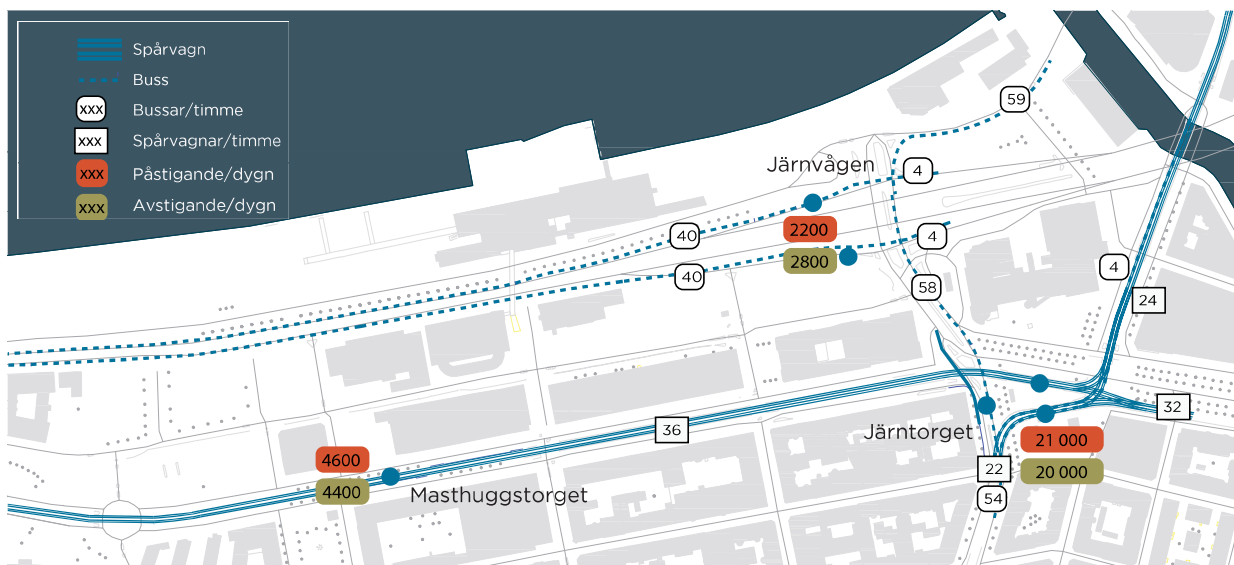 Spårvagn
Buss
xxx Bussar/timme
xxx Spårvagnar/timme
xxx Påstigande/dygn
xxx Avstigande/dygn
59
Järnvågen
4
40
2200
4
2800
40
4
58
24
32
36
Järntorget
21 000
4600
22
20 000
4400
Masthuggstorget
54